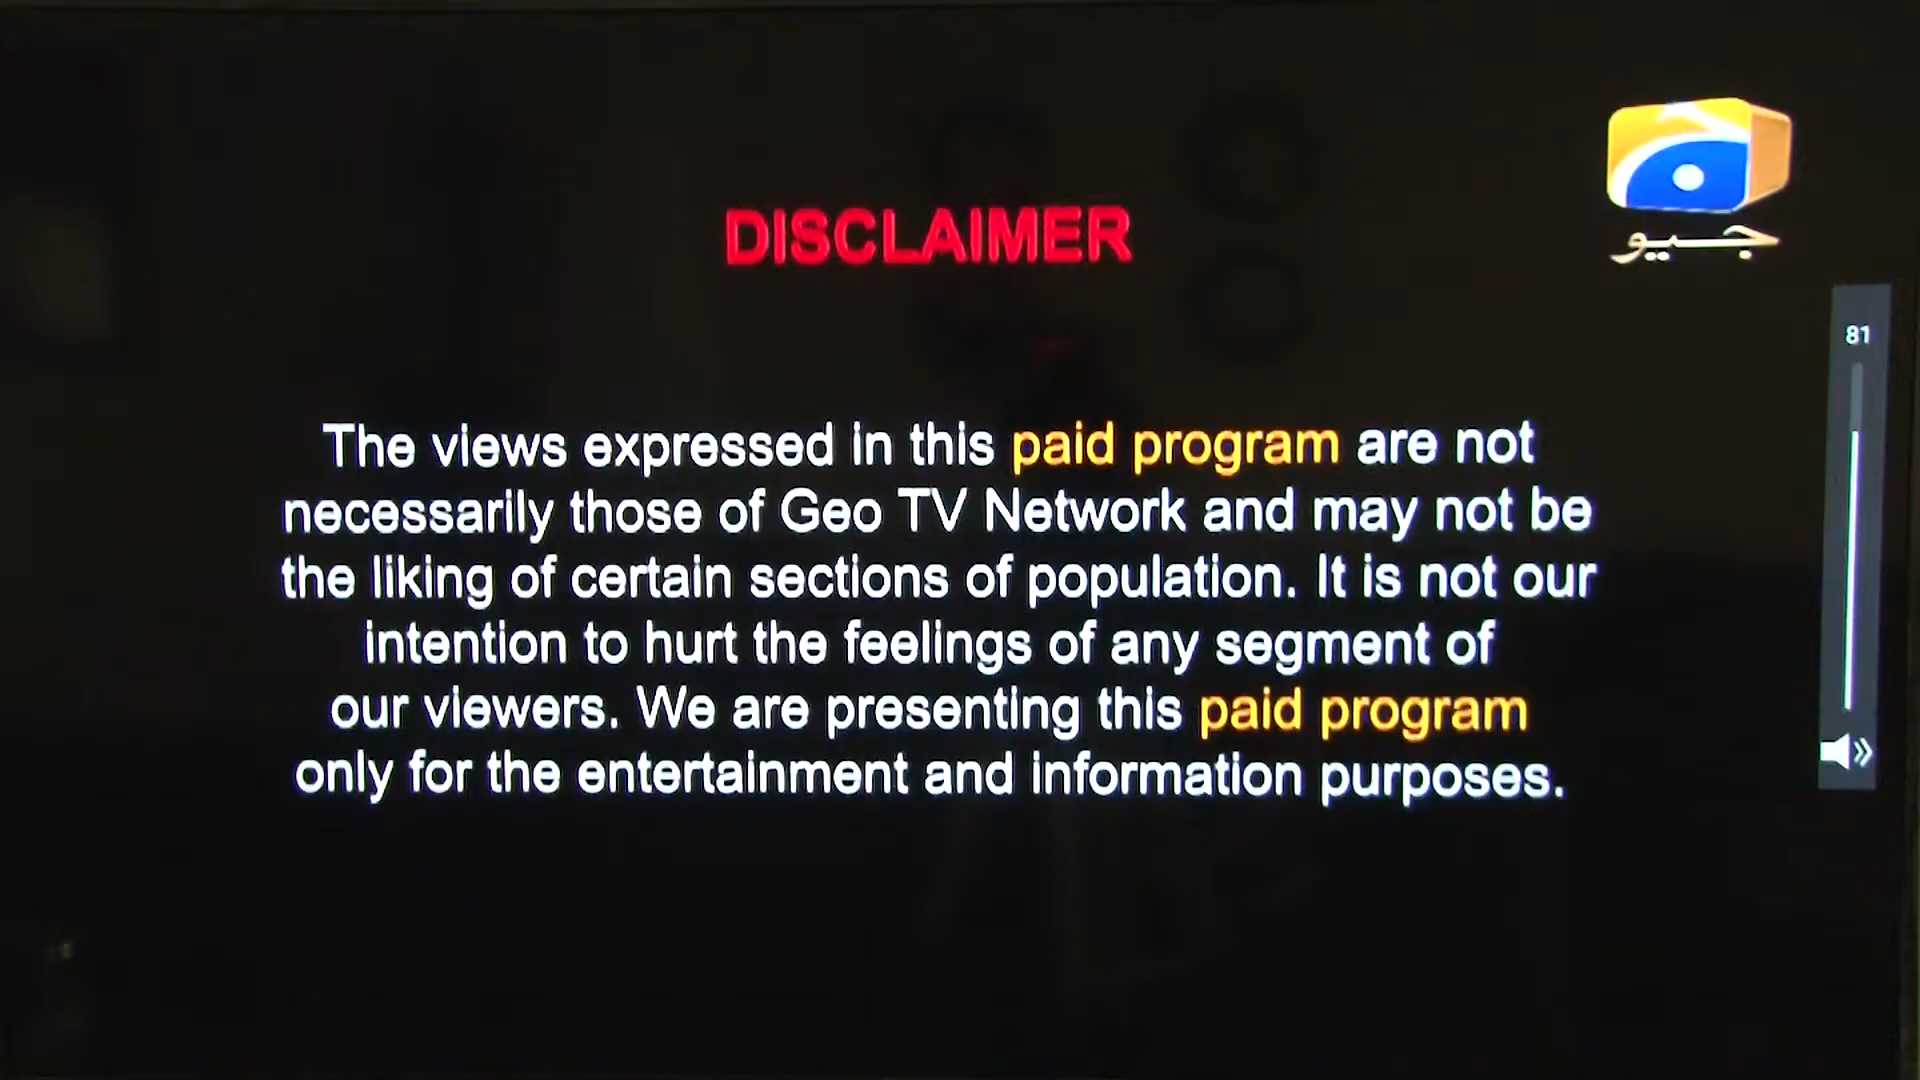 جیو
DISCLAIMER
81
The views expressed in this paid program are not
necessarily those of Geo TV Network and may not be
the liking of certain sections of population. It is not our
intention to hurt the feelings of any segment of
our viewers. We are presenting this paid program
only for the entertainment and information purposes.